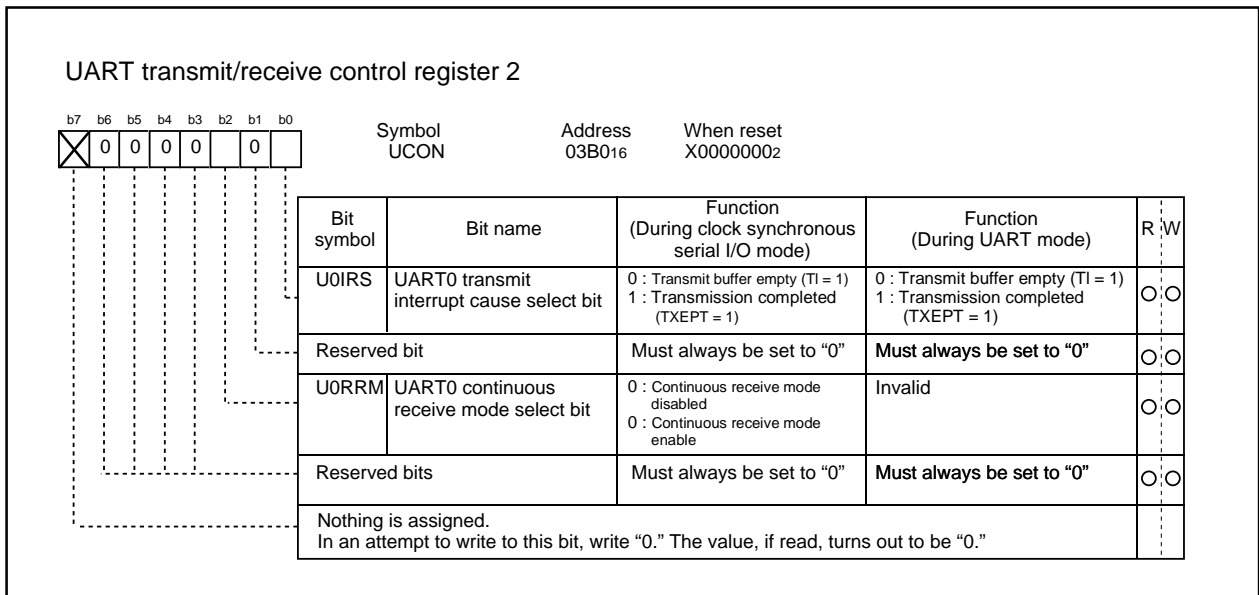 UART transmit/receive control register 2
b7 b6 b5 b4 b3 b2 b1 b0
0 0 0 0 0
Symbol Address When reset
UCON 03B016 X00000002
Bit symbol Bit name Function (During clock synchronous serial I/O mode) Function (During UART mode) R W
U0IRS UART0 transmit interrupt cause select bit
0 : Transmit buffer empty (TI = 1)
1 : Transmission completed
(TXEPT = 1)
0 : Transmit buffer empty (TI = 1)
1 : Transmission completed
(TXEPT = 1)
Reserved bit Must always be set to “0” Must always be set to “0”
U0RRM UART0 continuous receive mode select bit
0 : Continuous receive mode
disabled
0 : Continuous receive mode
enable
Invalid
Reserved bits Must always be set to “0” Must always be set to “0”
Nothing is assigned.
In an attempt to write to this bit, write “0.” The value, if read, turns out to be “0.”